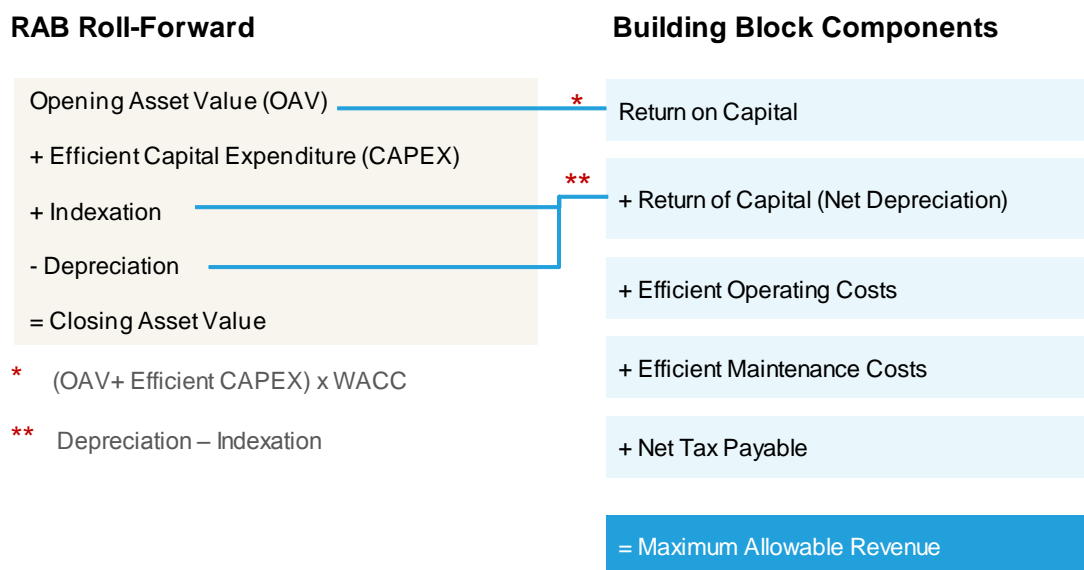 RAB Roll-Forward
Opening Asset Value (OAV)
+ Efficient Capital Expenditure (CAPEX)
+ Indexation
- Depreciation
= Closing Asset Value
* (OAV+ Efficient CAPEX) x WACC
** Depreciation – Indexation
Building Block Components
*
Return on Capital
**
+ Return of Capital (Net Depreciation)
+ Efficient Operating Costs
+ Efficient Maintenance Costs
+ Net Tax Payable
= Maximum Allowable Revenue